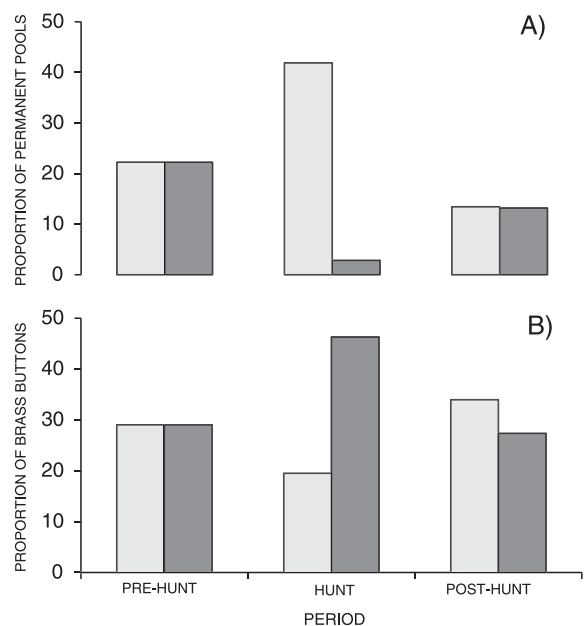 A)
PROPORTION OF PERMANENT POOLS
50
40
30
20
10
0
B)
PROPORTION OF BRASS BUTTONS
50
40
30
20
10
0
PRE-HUNT HUNT POST-HUNT
PERIOD